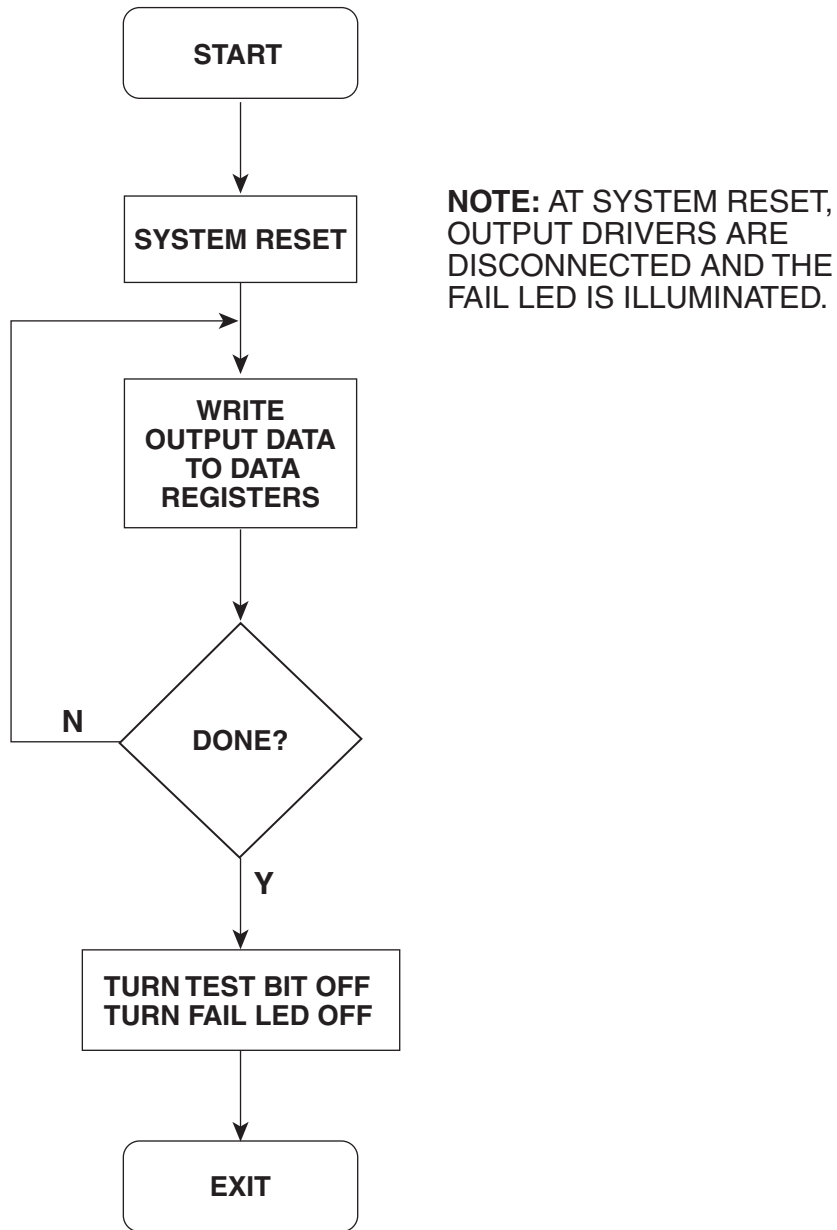 START
SYSTEM RESET
NOTE: AT SYSTEM RESET,
OUTPUT DRIVERS ARE
DISCONNECTED AND THE
FAIL LED IS ILLUMINATED.
WRITE
OUTPUT DATA
TO DATA
REGISTERS
N
DONE?
Y
TURN TEST BIT OFF
TURN FAIL LED OFF
EXIT